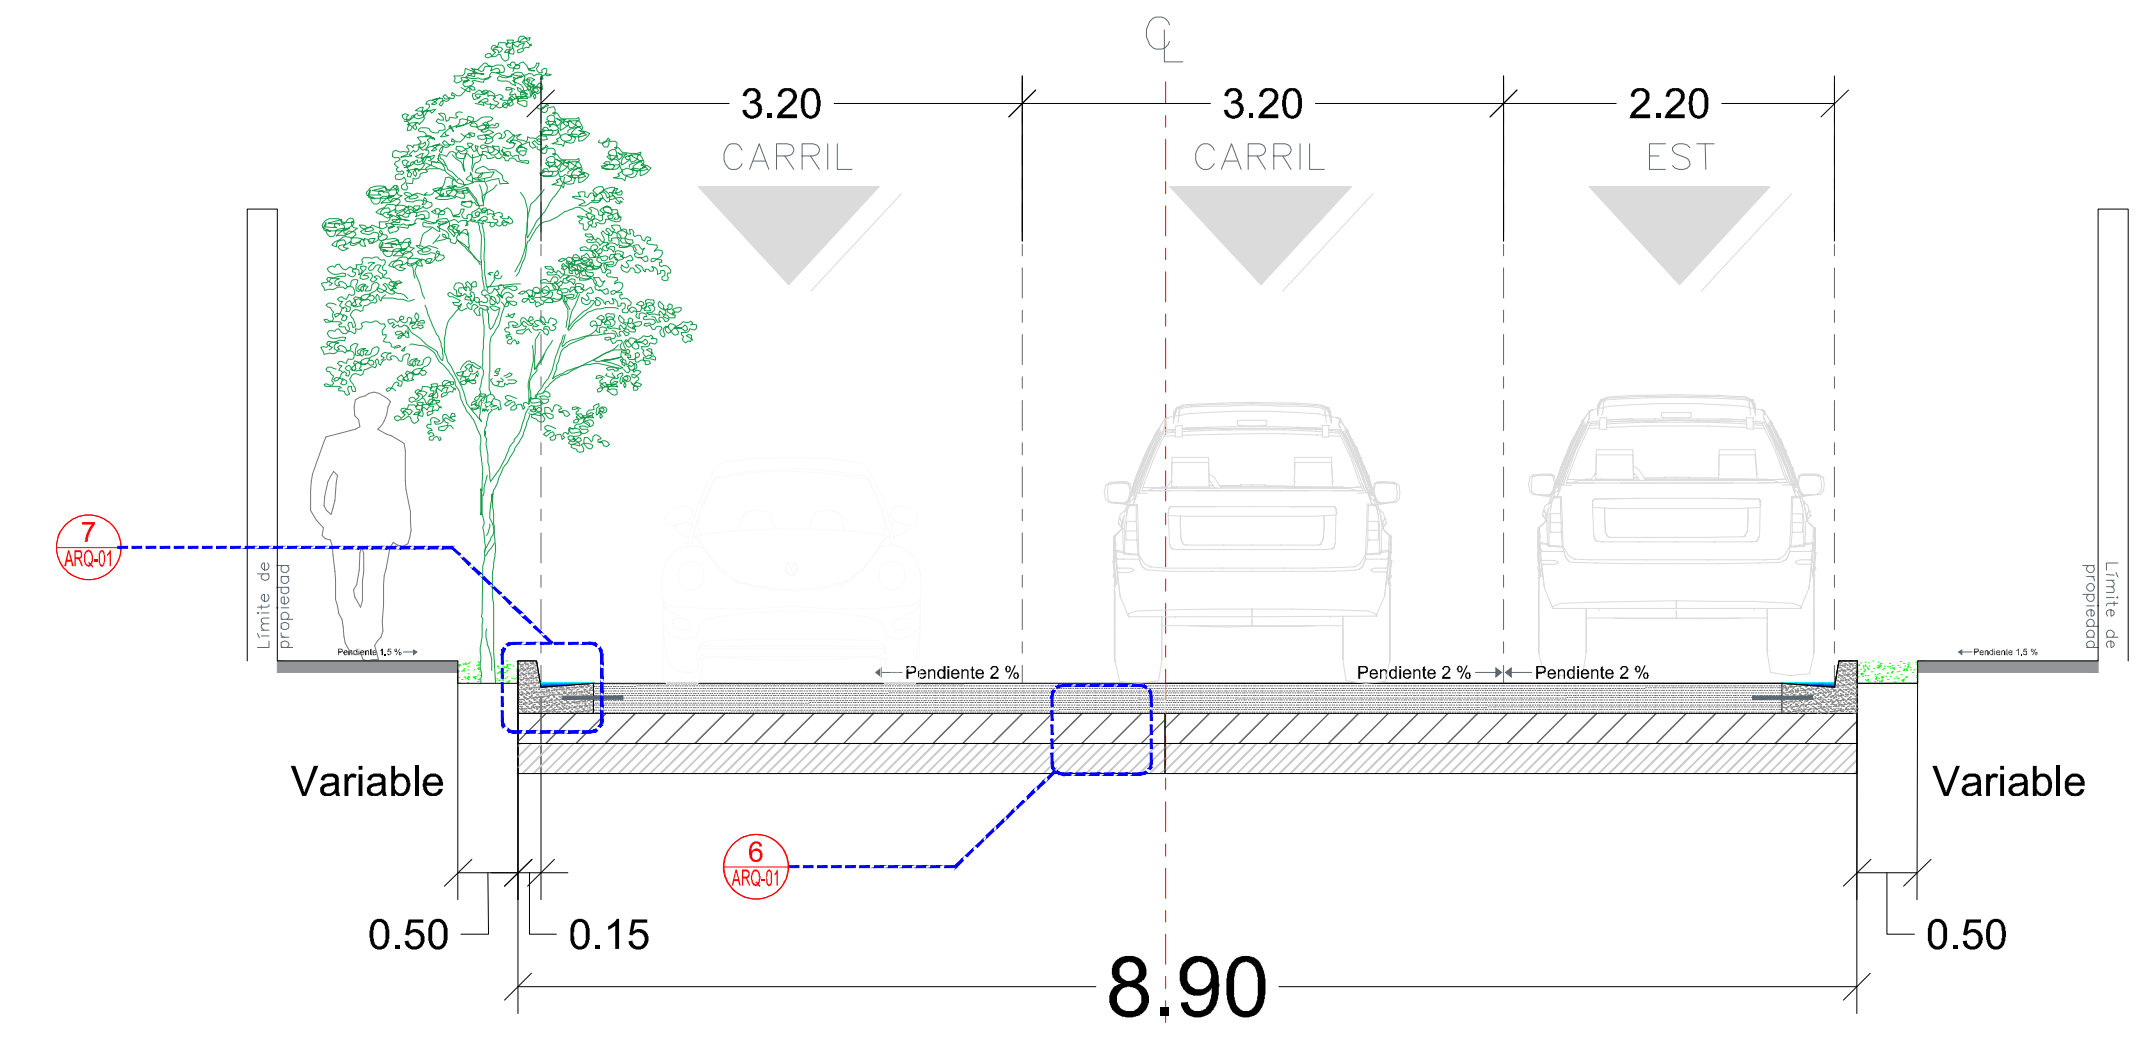 CL
3.20
3.20
2.20
CARRIL
CARRIL
EST
7
ARQ-01
Límite de
propiedad
Límite de
propiedad
Pendiente 1,5 %
Pendiente 2 %
Pendiente 2 %
Pendiente 2 %
Pendiente 1,5 %
Variable
Variable
6
ARQ-01
0.50
0.15
0.50
8.90